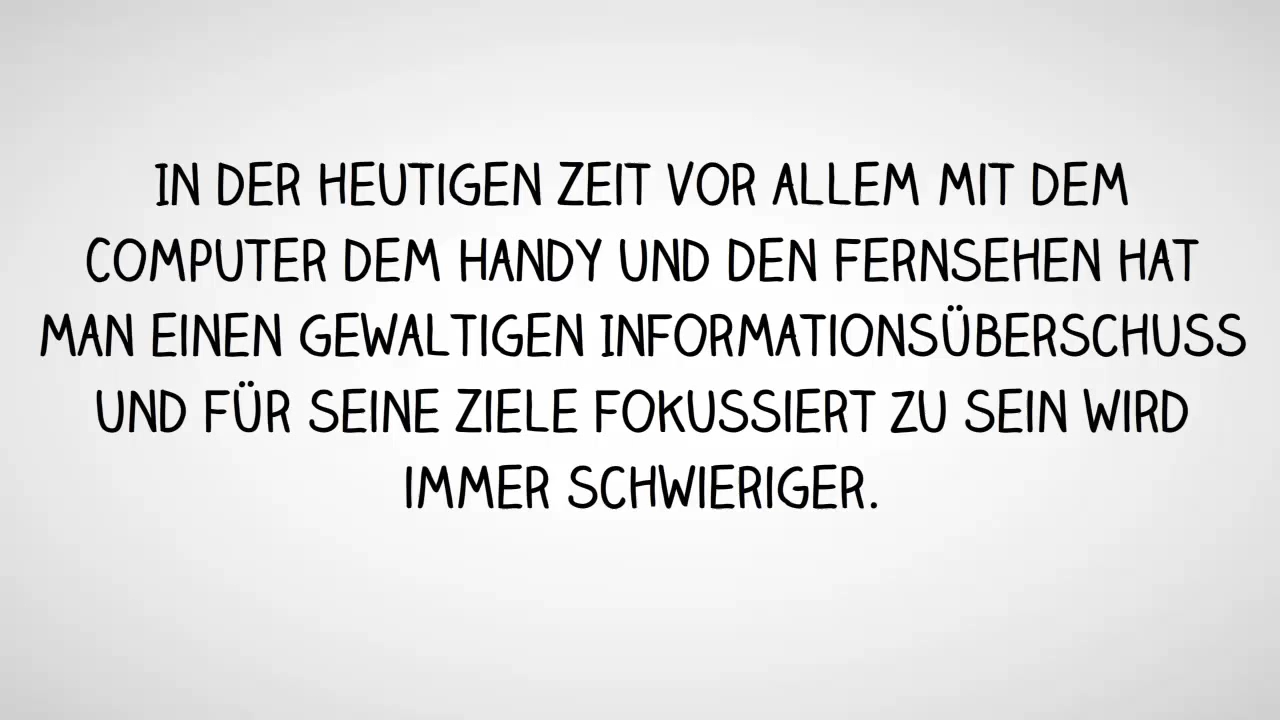 IN DER HEUTIGEN ZEIT VOR ALLEM MIT DEM
COMPUTER DEM HANDY UND DEN FERNSEHEN HAT
MAN EINEN GEWALTIGEN INFORMATIONSÜBERSCHUSS
UND FÜR SEINE ZIELE FOKUSSIERT ZU SEIN WIRD
IMMER SCHWIERIGER.